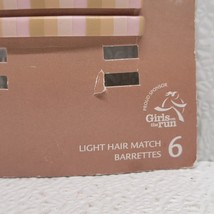 PROUD SPONSOR
Girls on
the run
LIGHT HAIR MATCH
BARRETTES 6